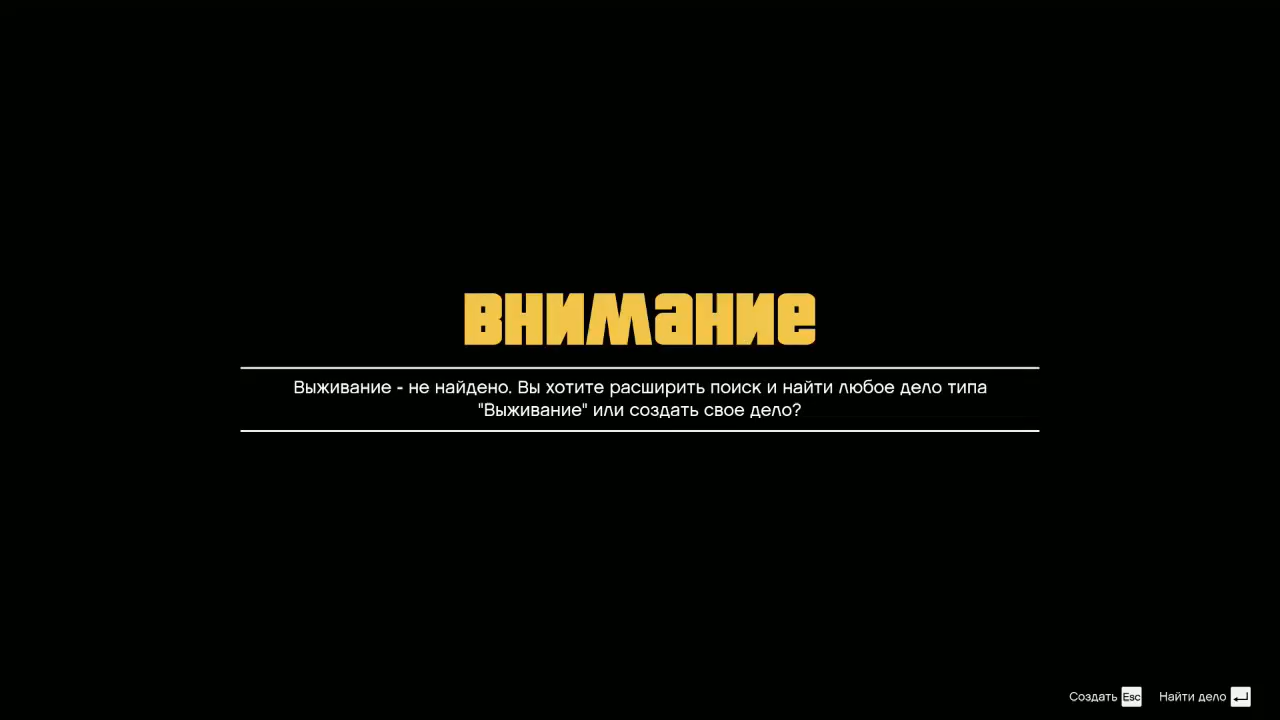 внимание
Выживание - не найдено. Вы хотите расширить поиск и найти любое дело типа
"Выживание" или создать свое дело?
Создать Esc Найти дело